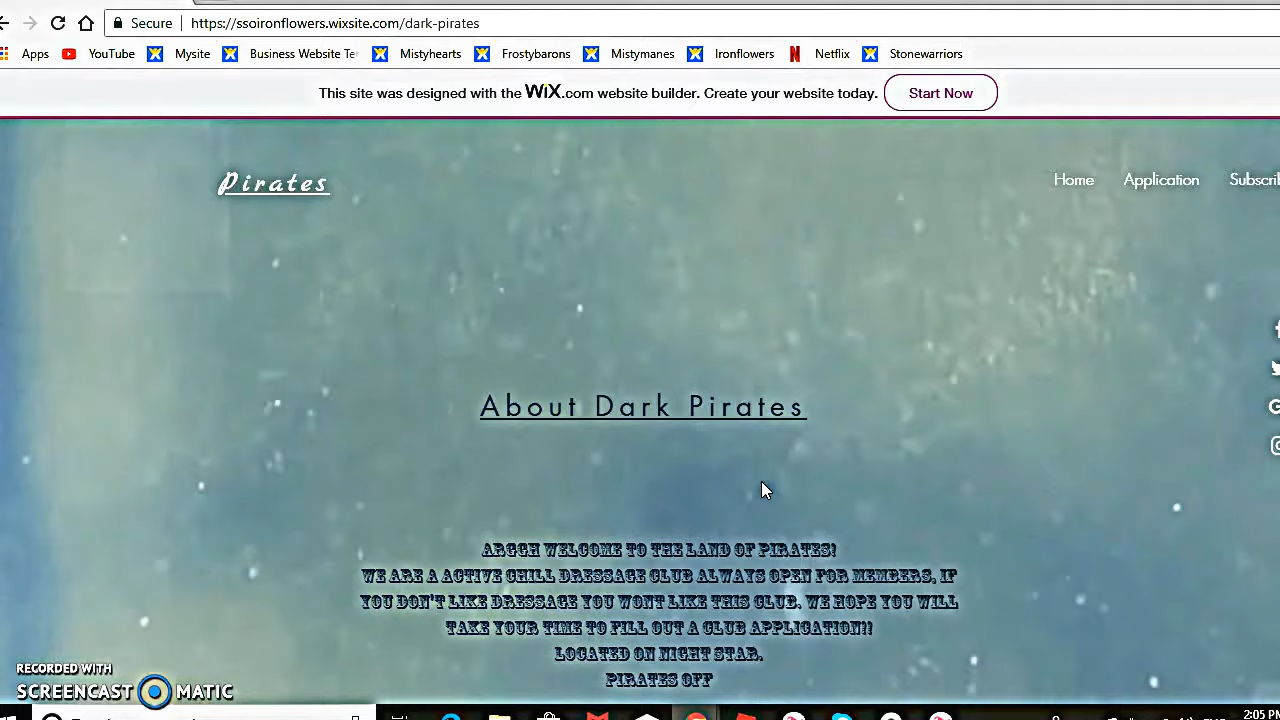 Secure https://ssoironflowers.wixsite.com/dark-pirates
Apps YouTube Mysite Business Website Te Mistyhearts Frostybarons Mistymanes Ironflowers Netflix Stonewarriors
This site was designed with the WiX.com website builder. Create your website today. Start Now
Pirates Home Application Subscri
About Dark Pirates
ARGGH WELCOME TO THE LAND OF PIRATES!
WE ARE A ACTIVE CHILL DRESSAGE CLUB ALWAYS OPEN FOR MEMBERS, IF
YOU DON'T LIKE DRESSAGE YOU WONT LIKE THIS CLUB. WE HOPE YOU WILL
TAKE YOUR TIME TO FILL OUT A CLUB APPLICATION!!
LOCATED ON NIGHT STAR.
PIRATES OFF
RECORDED WITH
SCREENCAST MATIC
2:05 PM